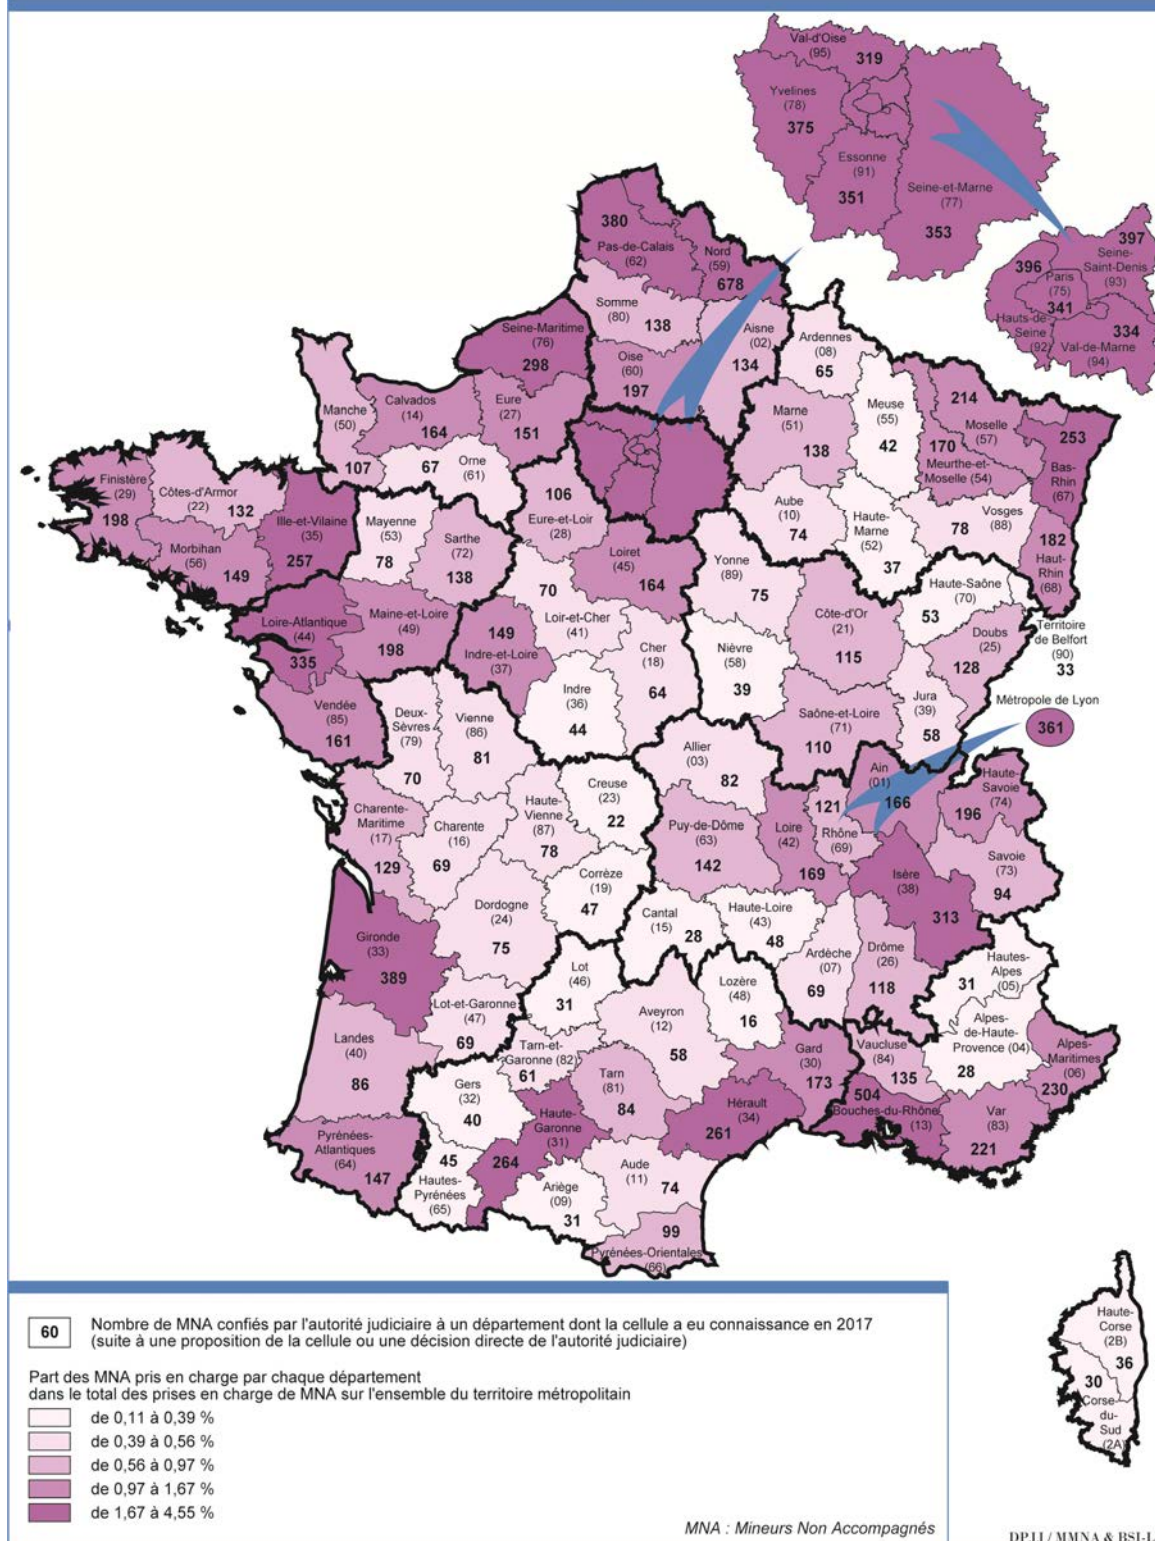 Val-d'Oise
(95)
319
Yvelines
(78)
375
Essonne
(91)
351
Seine-et-Marne
(77)
353
397
Seine-
Saint-Denis
(93)
396
Paris
(75)
341
Hauts-de-
Seine
(92)
334
Val-de-Marne
(94)
380
Pas-de-Calais
(62)
Nord
(59)
678
Somme
(80)
138
Seine-Maritime
(76)
298
Oise
(60)
197
Aisne
(02)
134
Ardennes
(08)
65
Manche
(50)
107
Calvados
(14)
164
Eure
(27)
151
67
Orne
(61)
Marne
(51)
138
Meuse
(55)
42
214
Moselle
(57)
170
Meurthe-et-
Moselle (54)
253
Bas-
Rhin
(67)
Finistère
(29)
198
Côtes-d'Armor
(22)
132
Ille-et-Vilaine
(35)
257
Morbihan
(56)
149
Mayenne
(53)
78
Sarthe
(72)
138
106
Eure-et-Loir
(28)
Loiret
(45)
164
Yonne
(89)
75
Aube
(10)
74
Haute-
Marne
(52)
37
Vosges
(88)
78
182
Haut-
Rhin
(68)
Haute-Saône
(70)
53
Territoire
de Belfort
(90)
33
Loire-Atlantique
(44)
335
Maine-et-Loire
(49)
198
149
Indre-et-Loire
(37)
70
Loir-et-Cher
(41)
Cher
(18)
64
Nièvre
(58)
39
Côte-d'Or
(21)
115
Doubs
(25)
128
Jura
(39)
58
Métropole de Lyon
361
Vendée
(85)
161
Deux-
Sèvres
(79)
70
Vienne
(86)
81
Indre
(36)
44
Saône-et-Loire
(71)
110
Allier
(03)
82
Creuse
(23)
22
Ain
(01)
166
Haute-
Savoie
(74)
196
Charente-
Maritime
(17)
129
Charente
(16)
69
Haute-
Vienne
(87)
78
Puy-de-Dôme
(63)
142
Loire
(42)
169
121
Rhône
(69)
Savoie
(73)
94
Isère
(38)
313
Corrèze
(19)
47
Dordogne
(24)
75
Cantal
(15)
28
Haute-Loire
(43)
48
Ardèche
(07)
69
Drôme
(26)
118
Hautes-
Alpes
(05)
31
Gironde
(33)
389
Lot
(46)
31
Lozère
(48)
16
Aveyron
(12)
58
Lot-et-Garonne
(47)
69
Landes
(40)
86
Tarn-et-
Garonne (82)
61
Tarn
(81)
84
Gard
(30)
173
Vaucluse
(84)
135
Alpes-
de-Haute-
Provence (04)
28
Alpes-
Maritimes
(06)
230
504
Bouches-du-Rhône
(13)
Var
(83)
221
Gers
(32)
40
Haute-
Garonne
(31)
264
Hérault
(34)
261
Pyrénées-
Atlantiques
(64)
147
45
Hautes-
Pyrénées
(65)
Ariège
(09)
31
Aude
(11)
74
99
Pyrénées-Orientales
(66)
Haute-
Corse
(2B)
36
30
Corse-
du-
Sud
(2A)
60
Nombre de MNA confiés par l'autorité judiciaire à un département dont la cellule a eu connaissance en 2017
(suite à une proposition de la cellule ou une décision directe de l'autorité judiciaire)
Part des MNA pris en charge par chaque département
dans le total des prises en charge de MNA sur l'ensemble du territoire métropolitain
de 0,11 à 0,39 %
de 0,39 à 0,56 %
de 0,56 à 0,97 %
de 0,97 à 1,67 %
de 1,67 à 4,55 %
MNA : Mineurs Non Accompagnés
DPJJ / MMNA & BSI-L